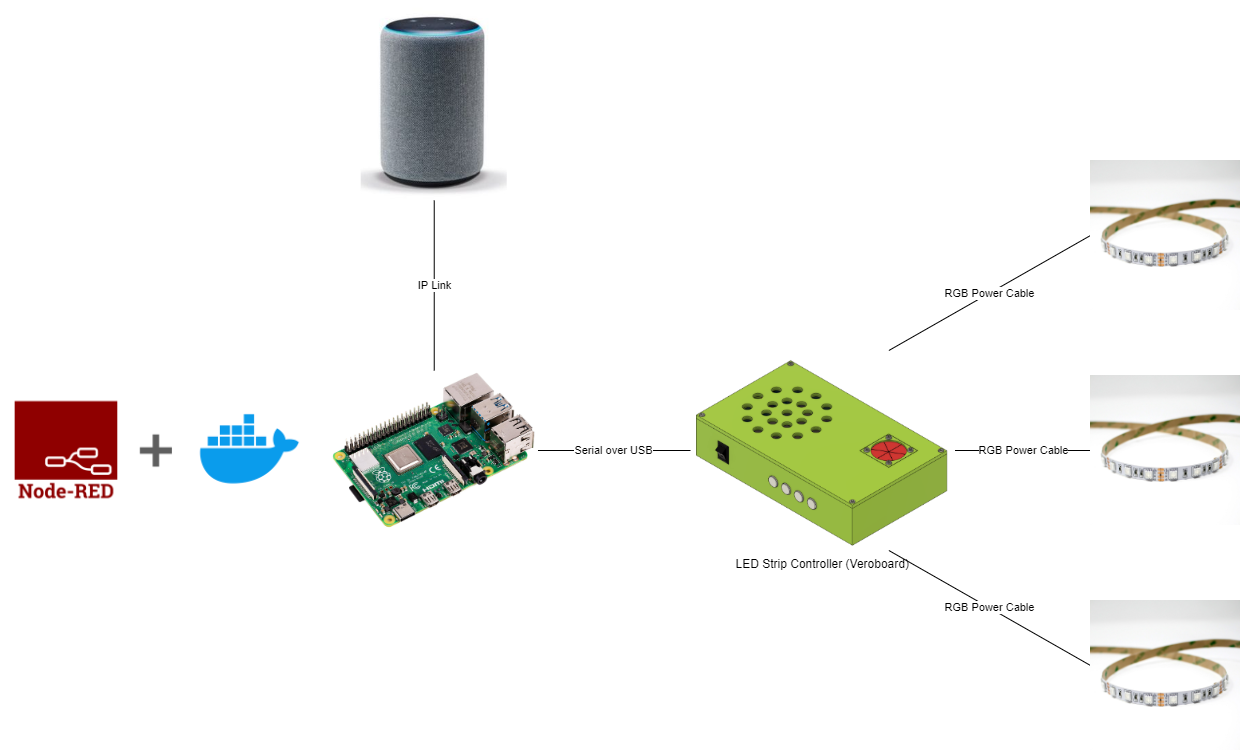 IP Link
RGB Power Cable
Node-RED
Serial over USB
RGB Power Cable
LED Strip Controller (Veroboard)
RGB Power Cable